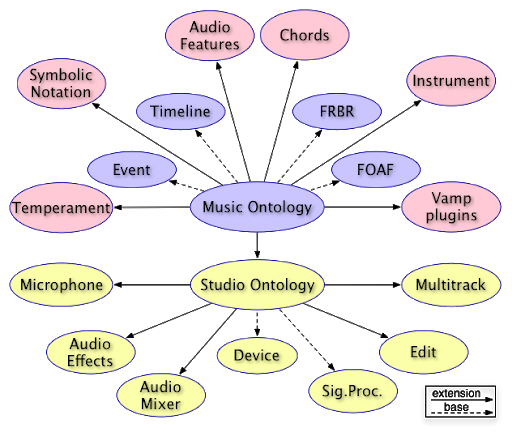 Audio
Features
Chords
Symbolic
Notation
Instrument
Timeline
FRBR
Event
FOAF
Temperament
Music Ontology
Vamp
plugins
Microphone
Studio Ontology
Multitrack
Audio
Effects
Device
Edit
Audio
Mixer
Sig.Proc.
extension
base